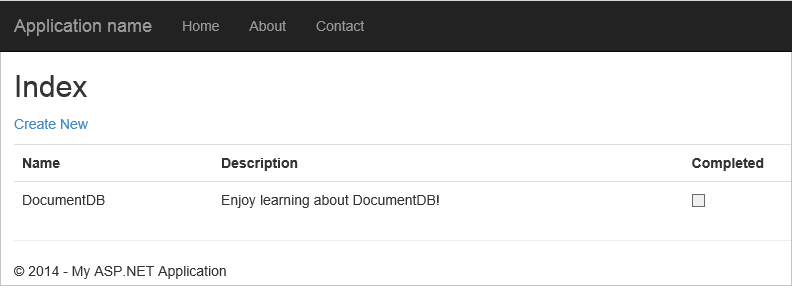 Application name Home About Contact
Index
Create New
Name Description Completed
DocumentDB Enjoy learning about DocumentDB!
© 2014 - My ASP.NET Application